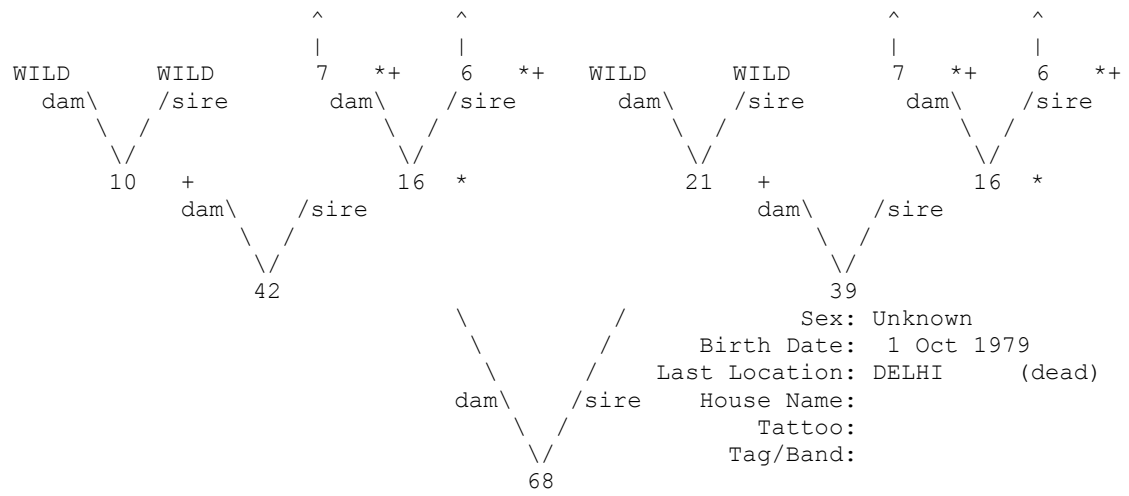 ^ ^ ^ ^
| | | |
WILD WILD 7 *+ 6 *+ WILD WILD 7 *+ 6 *+
dam\ /sire dam\ /sire dam\ /sire dam\ /sire
\ / \ / \ / \ /
\/ \/ \/ \/
10 + 16 * 21 + 16 *
dam\ /sire dam\ /sire
\ / \ /
\/ \/
42 39
\ / Sex: Unknown
\ / Birth Date: 1 Oct 1979
\ / Last Location: DELHI (dead)
dam\ /sire House Name:
\ / Tattoo:
\/ Tag/Band:
68